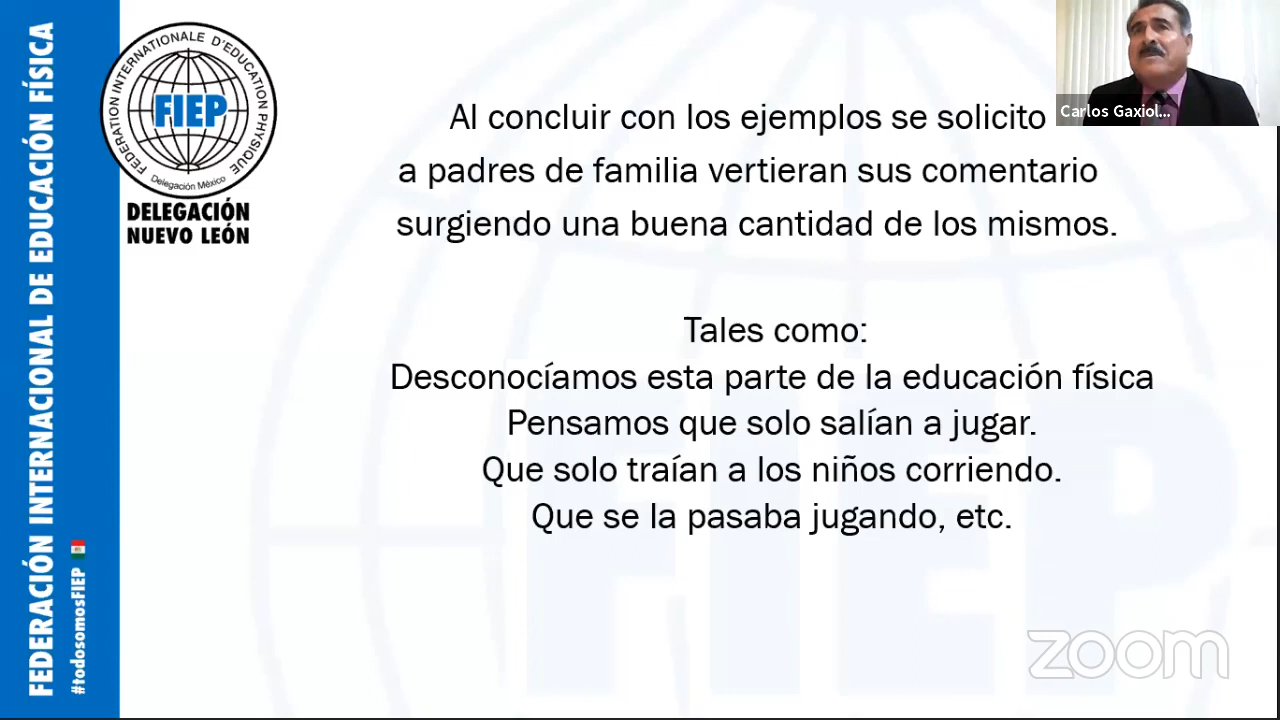 FEDERACIÓN INTERNACIONAL DE EDUCACIÓN FÍSICA
#todosomosFIEP
FEDERATION INTERNATIONALE D'EDUCATION PHYSIQUE
FIEP
Delegación México
DELEGACIÓN
NUEVO LEÓN
Carlos Gaxiol...
Al concluir con los ejemplos se solicito
a padres de familia vertieran sus comentario
surgiendo una buena cantidad de los mismos.
Tales como:
Desconocíamos esta parte de la educación física
Pensamos que solo salían a jugar.
Que solo traían a los niños corriendo.
Que se la pasaba jugando, etc.
FIEP
zoom